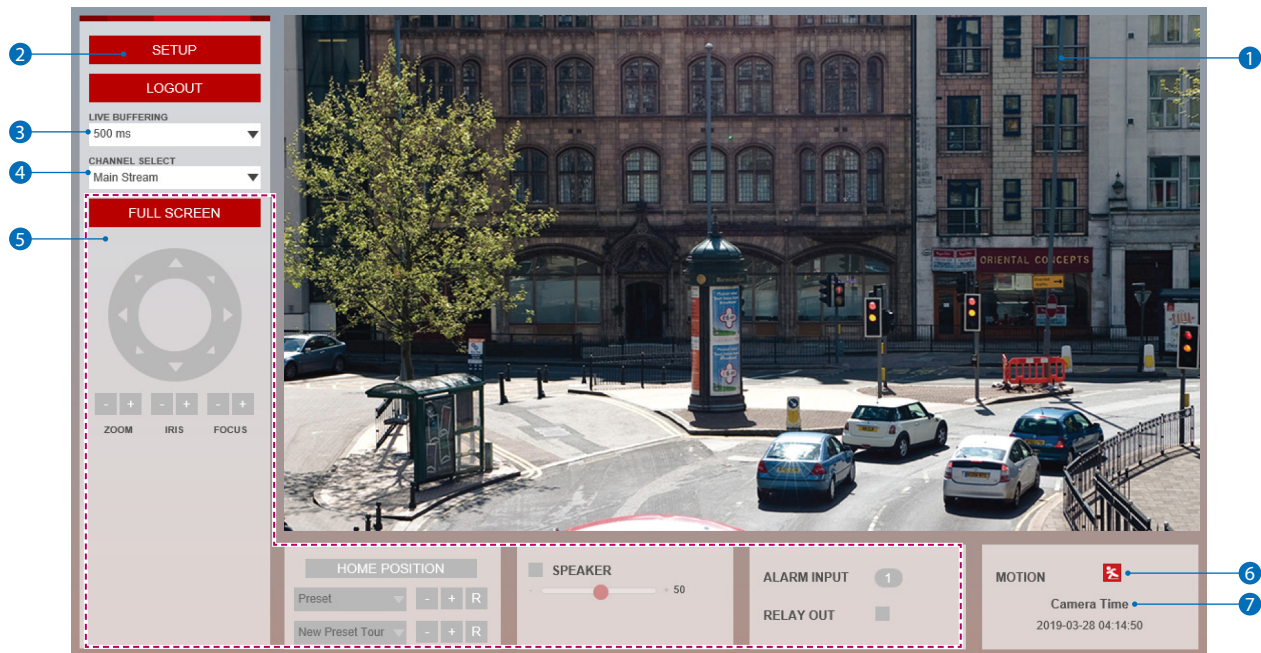 SETUP
LOGOUT
LIVE BUFFERING
500 ms
CHANNEL SELECT
Main Stream
FULL SCREEN
- + - + - +
ZOOM IRIS FOCUS
ORIENTAL CONCEPTS
HOME POSITION
Preset - + R
New Preset Tour - + R
SPEAKER
- + 50
ALARM INPUT 1
RELAY OUT
MOTION
Camera Time
2019-03-28 04:14:50
1
2
3
4
5
6
7